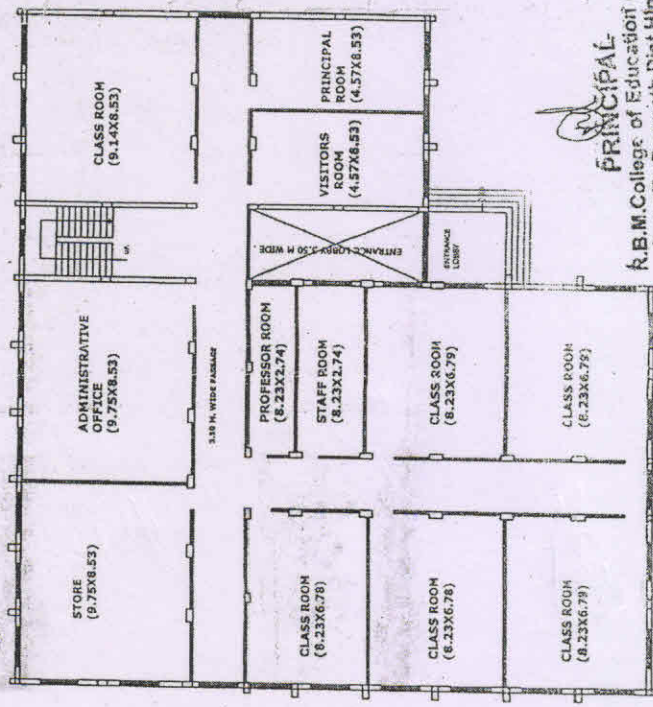 STORE
(9.75X8.53)
ADMINISTRATIVE
OFFICE
(9.75X8.53)
S
CLASS ROOM
(9.14X8.53)
3.50 M. WIDE PASSAGE
CLASS ROOM
(8.23X6.78)
PROFESSOR ROOM
(8.23X2.74)
STAFF ROOM
(8.23X2.74)
ENTRANCE LOBBY 3.50 M WIDE
VISITORS
ROOM
(4.57X8.53)
PRINCIPAL
ROOM
(4.57X8.53)
CLASS ROOM
(8.23X6.78)
CLASS ROOM
(8.23X6.79)
ENTRANCE
LOBBY
CLASS ROOM
(8.23X6.79)
CLASS ROOM
(8.23X6.79)
PRINCIPAL
R.B.M.College of Education